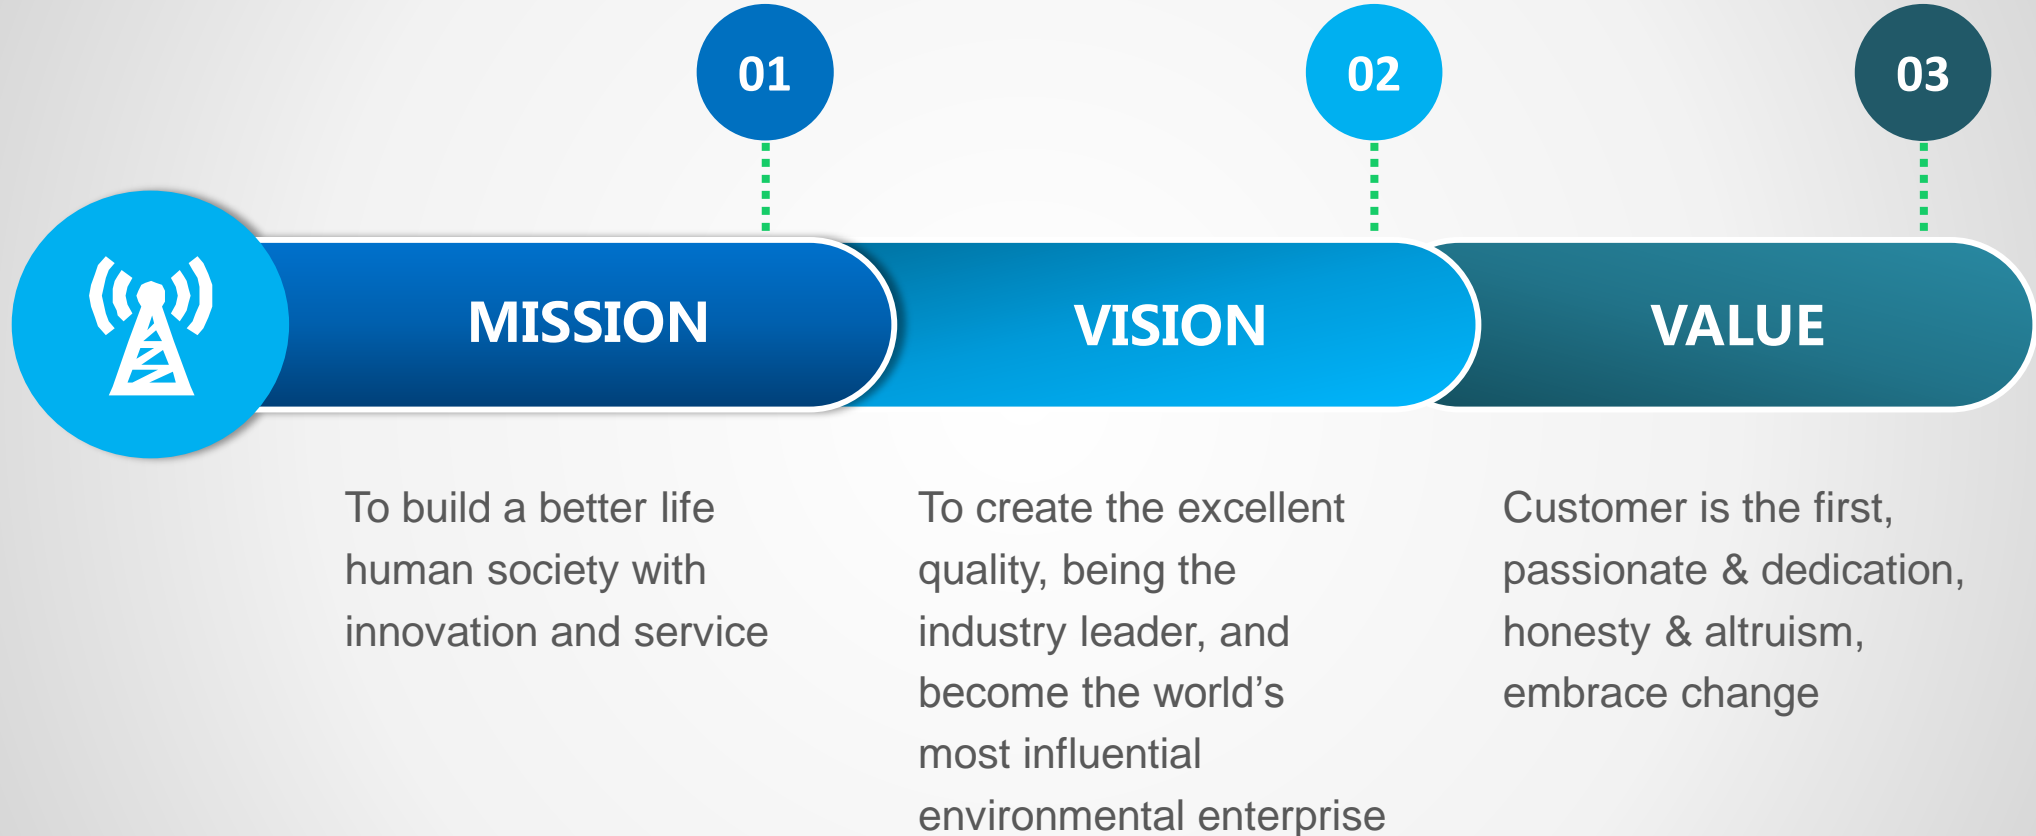 01
02
03
MISSION
VISION
VALUE
To build a better life
human society with
innovation and service
To create the excellent
quality, being the
industry leader, and
become the world’s
most influential
environmental enterprise
Customer is the first,
passionate & dedication,
honesty & altruism,
embrace change